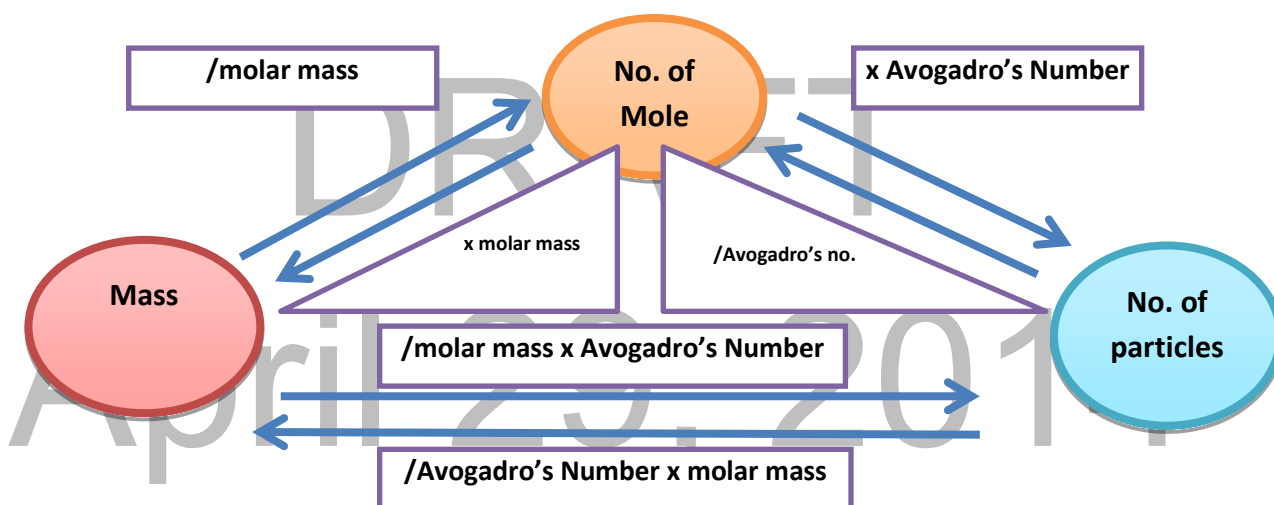 /molar mass
No. of
Mole
x Avogadro's Number
DRAFT
x molar mass
/Avogadro's no.
Mass
No. of
particles
/molar mass x Avogadro's Number
April 29, 2014
/Avogadro's Number x molar mass